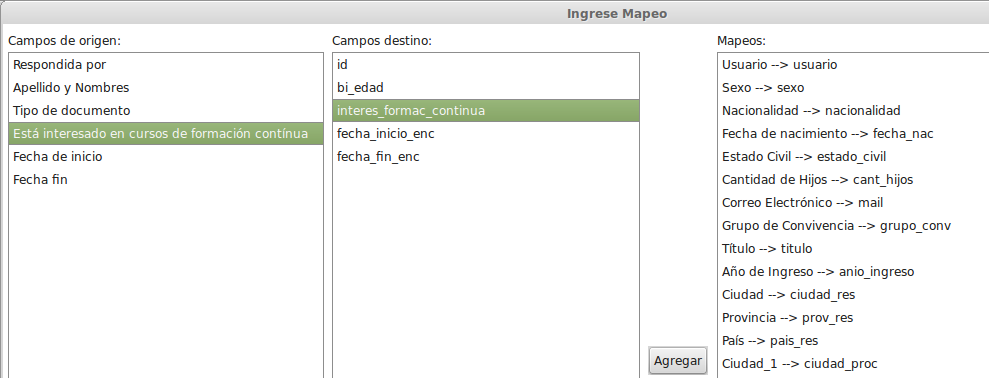 Ingrese Mapeo
Campos de origen:
Respondida por
Apellido y Nombres
Tipo de documento
Está interesado en cursos de formación contínua
Fecha de inicio
Fecha fin
Campos destino:
id
bi_edad
interes_formac_continua
fecha_inicio_enc
fecha_fin_enc
Agregar
Mapeos:
Usuario --> usuario
Sexo --> sexo
Nacionalidad --> nacionalidad
Fecha de nacimiento --> fecha_nac
Estado Civil --> estado_civil
Cantidad de Hijos --> cant_hijos
Correo Electrónico --> mail
Grupo de Convivencia --> grupo_conv
Título --> titulo
Año de Ingreso --> anio_ingreso
Ciudad --> ciudad_res
Provincia --> prov_res
País --> pais_res
Ciudad_1 --> ciudad_proc